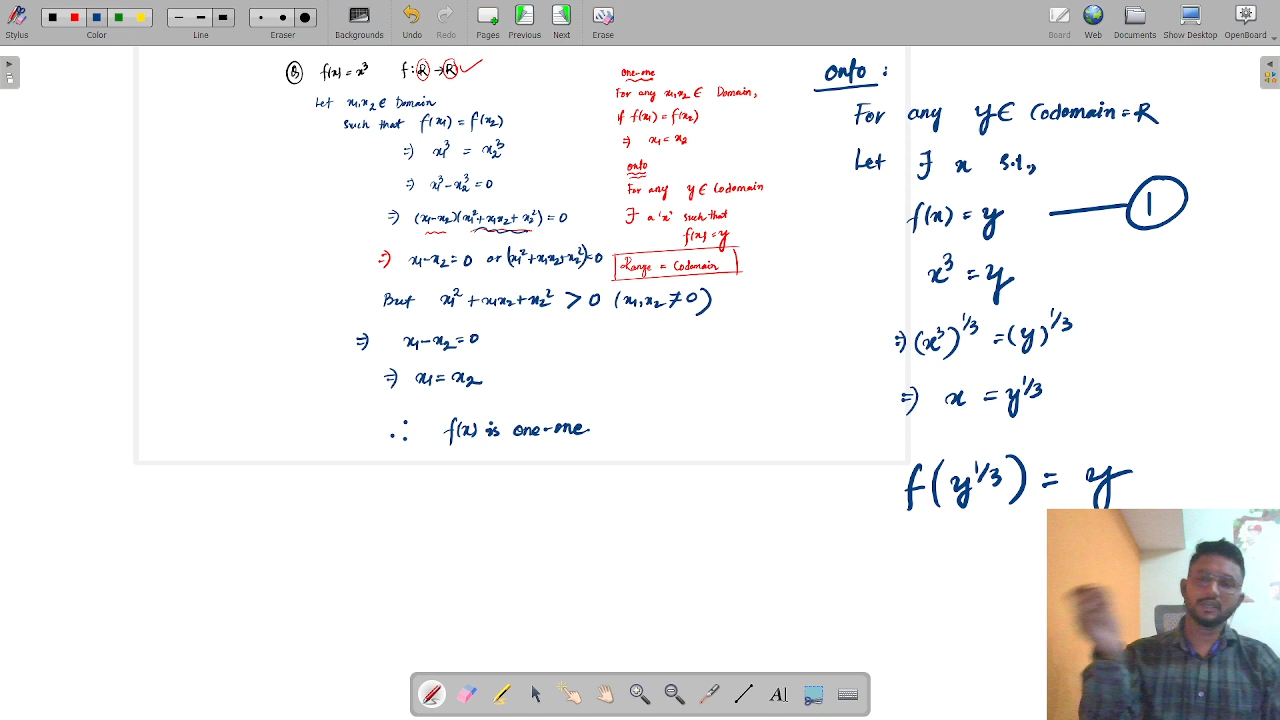 Stylus
Color
Line
Eraser
Backgrounds
Undo
Redo
Pages
Previous
Next
Erase
Board
Web
Documents
Show Desktop
OpenBoard
Q f(x) = x³ f : R → R ✓
Let x₁, x₂ ∈ Domain
such that f(x₁) = f(x₂)
⇒ x₁³ = x₂³
⇒ x₁³ - x₂³ = 0
⇒ (x₁-x₂)(x₁²+x₁x₂+x₂²) = 0
⇒ x₁-x₂ = 0 or (x₁²+x₁x₂+x₂²) = 0
But x₁² + x₁x₂ + x₂² > 0 (x₁, x₂ ≠ 0)
⇒ x₁-x₂ = 0
⇒ x₁ = x₂
∴ f(x) is one-one
one-one
For any x₁, x₂ ∈ Domain,
if f(x₁) = f(x₂)
⇒ x₁ = x₂
onto
For any y ∈ Codomain
∃ a 'x' such that
f(x) = y
Range = Codomain
onto :
For any y ∈ Codomain = R
Let ∃ x s.t.,
f(x) = y ——— 1
x³ = y
⇒ (x³)^1/3 = (y)^1/3
⇒ x = y^1/3
f(y^1/3) = y
AI